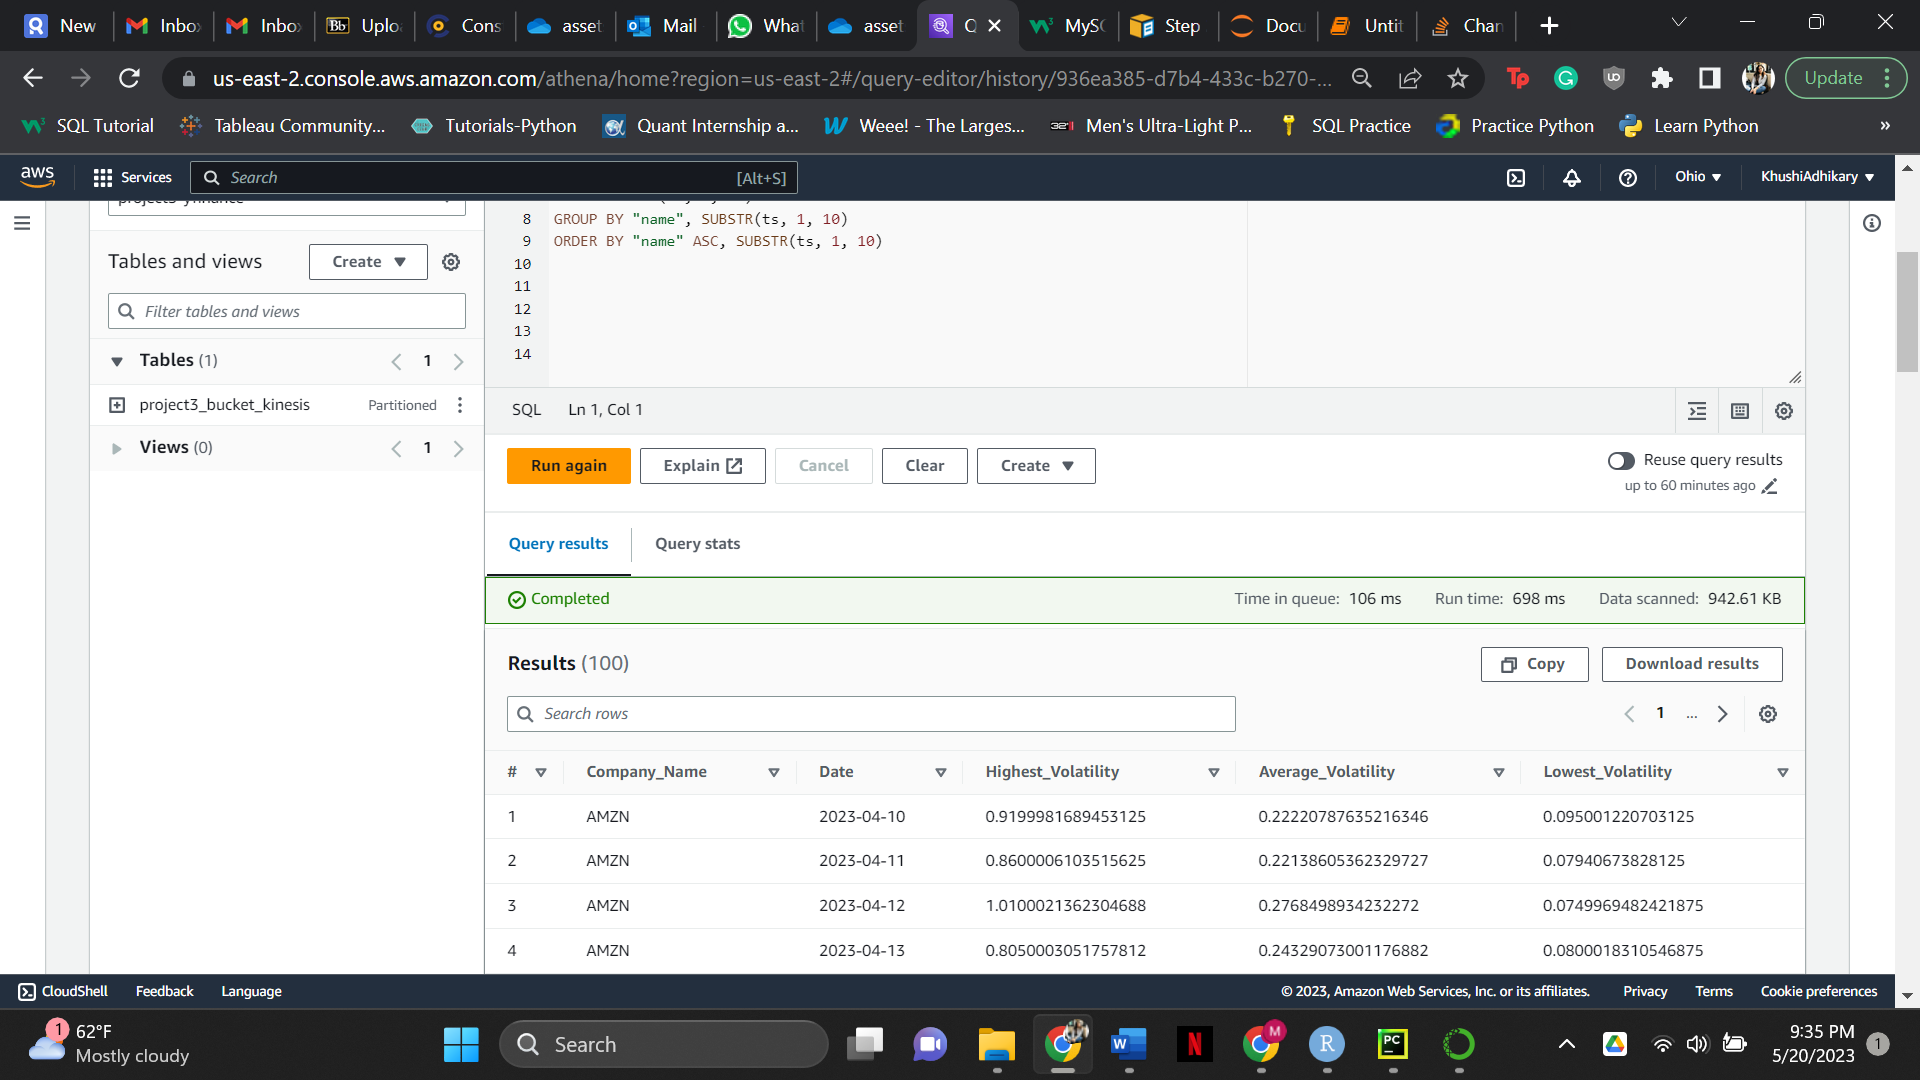 New
Inbo
Inbo
Bb Uplo
Cons
asset
Mail
What
asset
Q
MySC
Step
Docu
Untit
Chan
us-east-2.console.aws.amazon.com/athena/home?region=us-east-2#/query-editor/history/936ea385-d7b4-433c-b270-...
Update
SQL Tutorial
Tableau Community...
Tutorials-Python
Quant Internship a...
Weee! - The Larges...
Men's Ultra-Light P...
SQL Practice
Practice Python
Learn Python
»
aws
Services
Search
[Alt+S]
Ohio
KhushiAdhikary
8 GROUP BY "name", SUBSTR(ts, 1, 10)
9 ORDER BY "name" ASC, SUBSTR(ts, 1, 10)
10
11
12
13
14
Tables and views
Create
Filter tables and views
Tables (1)
1
project3_bucket_kinesis
Partitioned
Views (0)
1
SQL
Ln 1, Col 1
Run again
Explain
Cancel
Clear
Create
Reuse query results
up to 60 minutes ago
Query results
Query stats
Completed
Time in queue: 106 ms
Run time: 698 ms
Data scanned: 942.61 KB
Results (100)
Copy
Download results
Search rows
1 ...
# Company_Name Date Highest_Volatility Average_Volatility Lowest_Volatility
1 AMZN 2023-04-10 0.9199981689453125 0.22220787635216346 0.095001220703125
2 AMZN 2023-04-11 0.8600006103515625 0.22138605362329727 0.07940673828125
3 AMZN 2023-04-12 1.0100021362304688 0.2768498934232272 0.0749969482421875
4 AMZN 2023-04-13 0.8050003051757812 0.24329073001176882 0.0800018310546875
CloudShell
Feedback
Language
© 2023, Amazon Web Services, Inc. or its affiliates.
Privacy
Terms
Cookie preferences
1
62°F
Mostly cloudy
Search
9:35 PM
5/20/2023
1